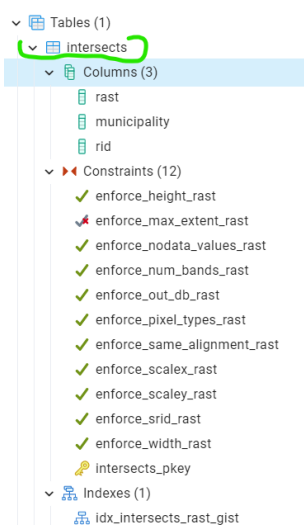 Tables (1)
intersects
Columns (3)
rast
municipality
rid
Constraints (12)
enforce_height_rast
enforce_max_extent_rast
enforce_nodata_values_rast
enforce_num_bands_rast
enforce_out_db_rast
enforce_pixel_types_rast
enforce_same_alignment_rast
enforce_scalex_rast
enforce_scaley_rast
enforce_srid_rast
enforce_width_rast
intersects_pkey
Indexes (1)
idx_intersects_rast_gist